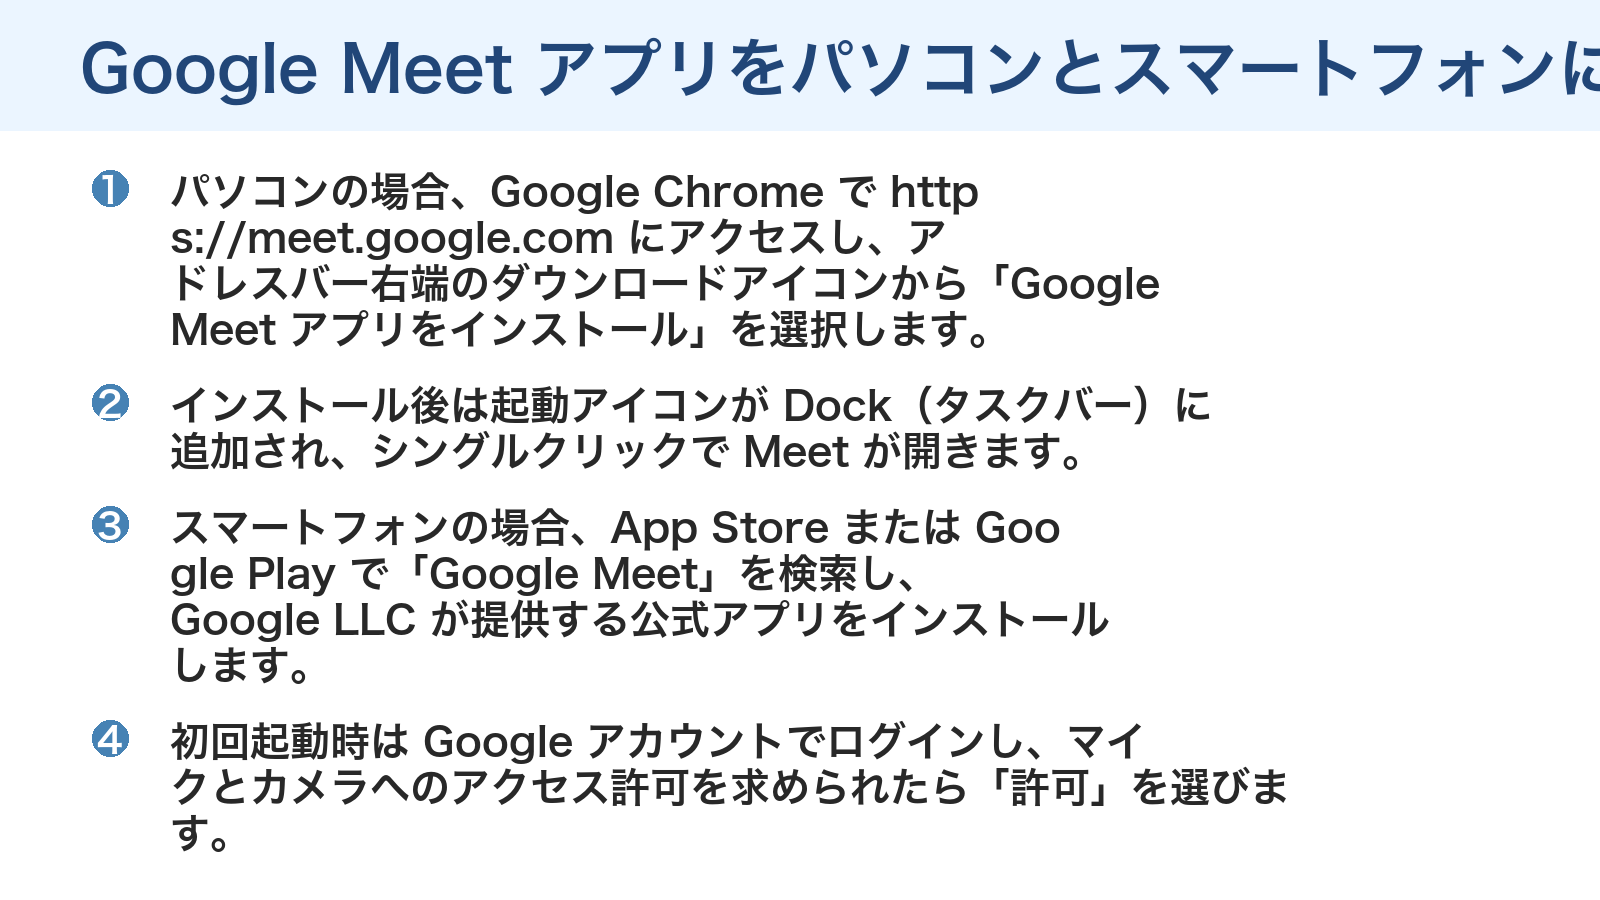 Google Meet アプリをパソコンとスマートフォンに
❶ パソコンの場合、Google Chrome で http
s://meet.google.com にアクセスし、ア
ドレスバー右端のダウンロードアイコンから「Google
Meet アプリをインストール」を選択します。
❷ インストール後は起動アイコンが Dock（タスクバー）に
追加され、シングルクリックで Meet が開きます。
❸ スマートフォンの場合、App Store または Goo
gle Play で「Google Meet」を検索し、
Google LLC が提供する公式アプリをインストール
します。
❹ 初回起動時は Google アカウントでログインし、マイ
クとカメラへのアクセス許可を求められたら「許可」を選びま
す。